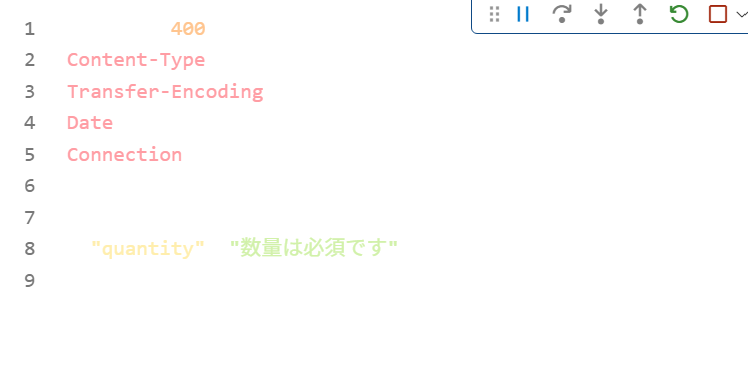 1 400
2 Content-Type
3 Transfer-Encoding
4 Date
5 Connection
6
7
8 "quantity" "数量は必須です"
9